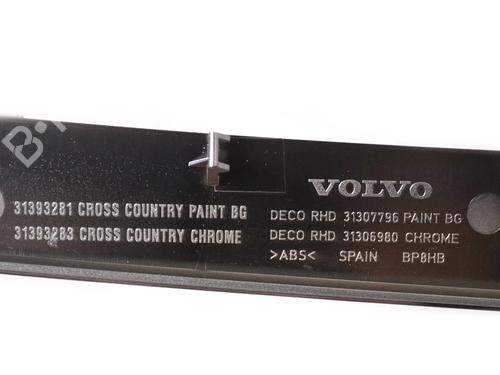 VOLVO
31393281 CROSS COUNTRY PAINT BG
31393283 CROSS COUNTRY CHROME
DECO RHD 31307796 PAINT BG
DECO RHD 31306980 CHROME
>ABS< SPAIN BP8HB